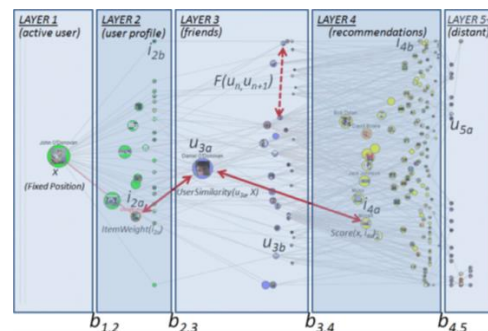 LAYER 1
(active user)
LAYER 2
(user profile)
LAYER 3
(friends)
LAYER 4
(recommendations)
LAYER 5+
(distant)
i2b
i4b
F(un,un+1)
u3a
u5a
X
(Fixed Position)
i2a
ItemWeight(i2a)
UserSimilarity(u3a, X)
i4a
Score(x, i4a)
u3b
b1,2
b2,3
b3,4
b4,5